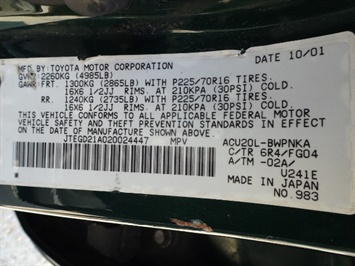 DATE 10/01
MFD. BY: TOYOTA MOTOR CORPORATION
GVWR 2260KG (4985LB)
GAWR: FRT. 1300KG (2865LB) WITH P225/70R16 TIRES.
16X6 1/2JJ RIMS. AT 210KPA (30PSI) COLD.
RR. 1240KG (2735LB) WITH P225/70R16 TIRES.
16X6 1/2JJ RIMS. AT 210KPA (30PSI) COLD.
THIS VEHICLE CONFORMS TO ALL APPLICABLE FEDERAL
MOTOR VEHICLE SAFETY STANDARDS IN EFFECT ON THE
DATE OF MANUFACTURE SHOWN ABOVE.
JTEGD21A020024447 MPV
ACU20L-BWPNKA
C/TR 6R4/FG04
A/TM -02A/
U241E
MADE IN JAPAN
NO.983